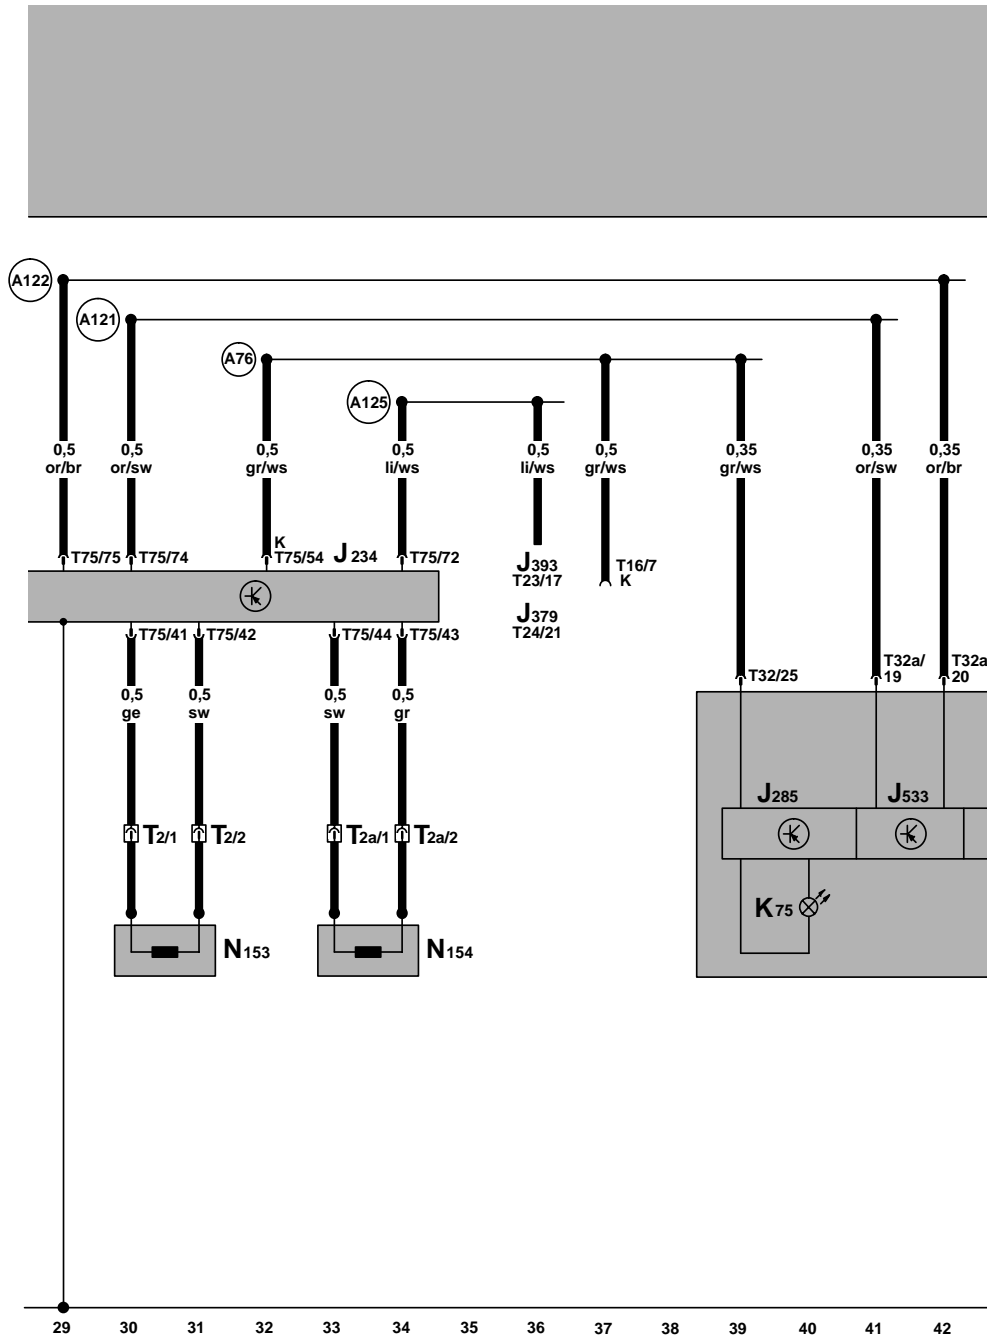 A122
A121
A76
A125
0,5 0,5 0,5 0,5 0,5 0,5 0,35 0,35 0,35
or/br or/sw gr/ws li/ws li/ws gr/ws gr/ws or/sw or/br
K
T75/75 T75/74 T75/54 J234 T75/72
J393
T23/17
T16/7
K
J379
T24/21
T75/41 T75/42 T75/44 T75/43
T32/25
T32a/
19
T32a
20
0,5 0,5 0,5 0,5
ge sw sw gr
J285 J533
T2/1 T2/2 T2a/1 T2a/2
K75
N153 N154
29 30 31 32 33 34 35 36 37 38 39 40 41 42